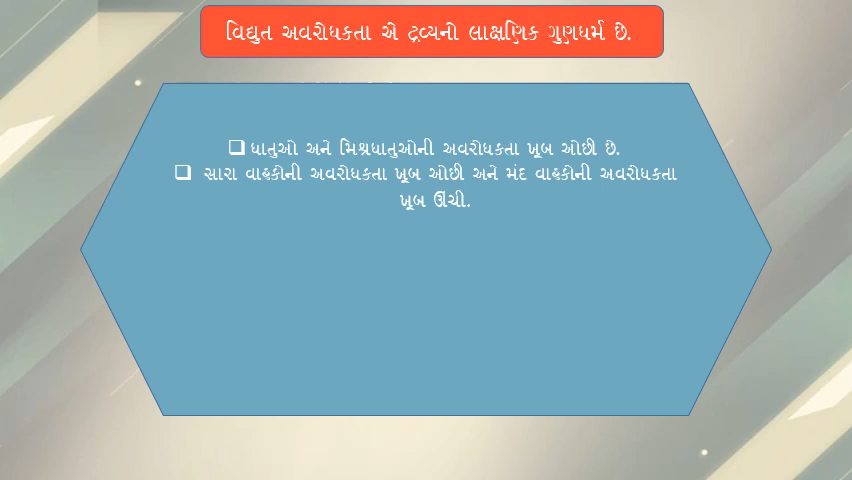 વિદ્યુત અવરોધકતા એ દ્રવ્યનો લાક્ષણિક ગુણધર્મ છે.
❑ ધાતુઓ અને મિશ્રધાતુઓની અવરોધકતા ખૂબ ઓછી છે.
❑ સારા વાહકોની અવરોધકતા ખૂબ ઓછી અને મંદ વાહકોની અવરોધકતા
ખૂબ ઊંચી.